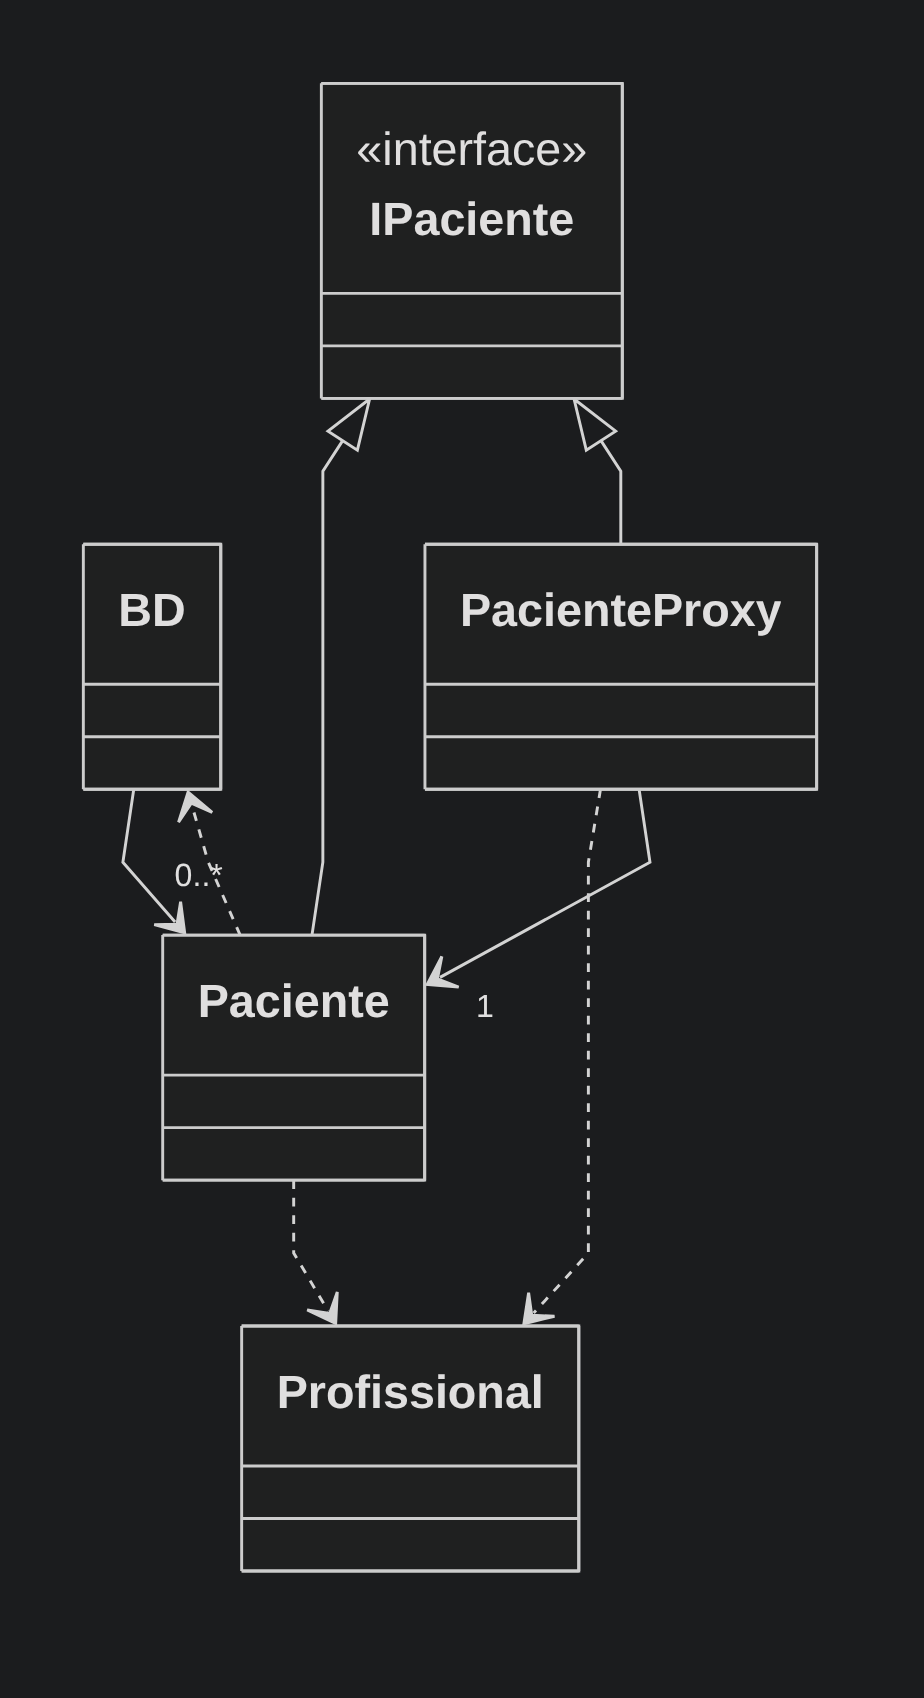 «interface»
IPaciente
BD
PacienteProxy
0..*
Paciente
1
Profissional